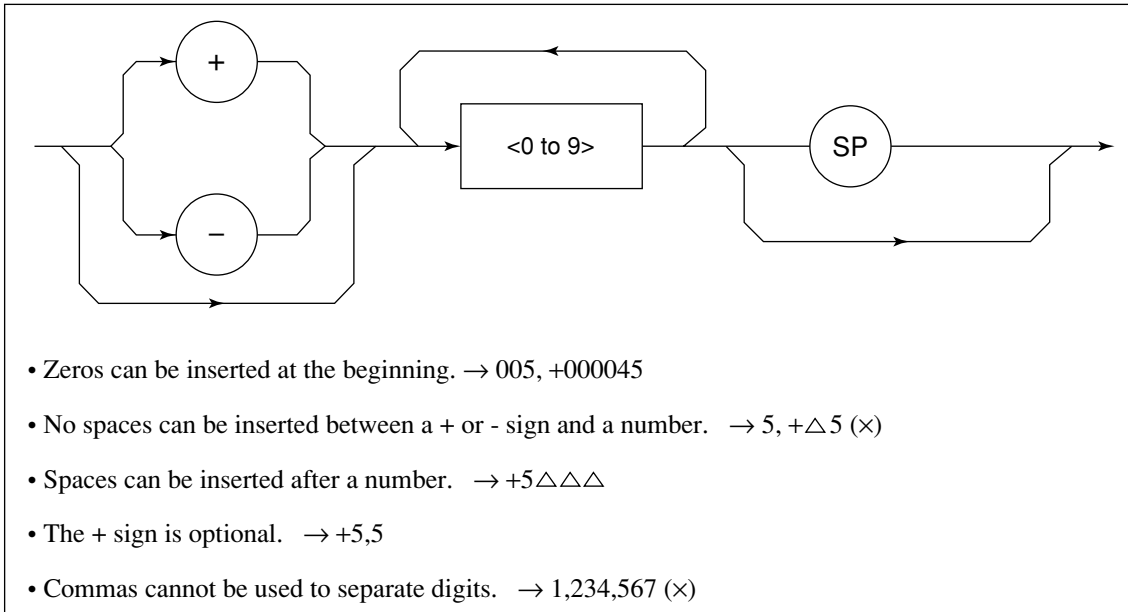 +
<0 to 9>
SP
−
• Zeros can be inserted at the beginning. → 005, +000045
• No spaces can be inserted between a + or - sign and a number. → 5, +△5 (×)
• Spaces can be inserted after a number. → +5△△△
• The + sign is optional. → +5,5
• Commas cannot be used to separate digits. → 1,234,567 (×)